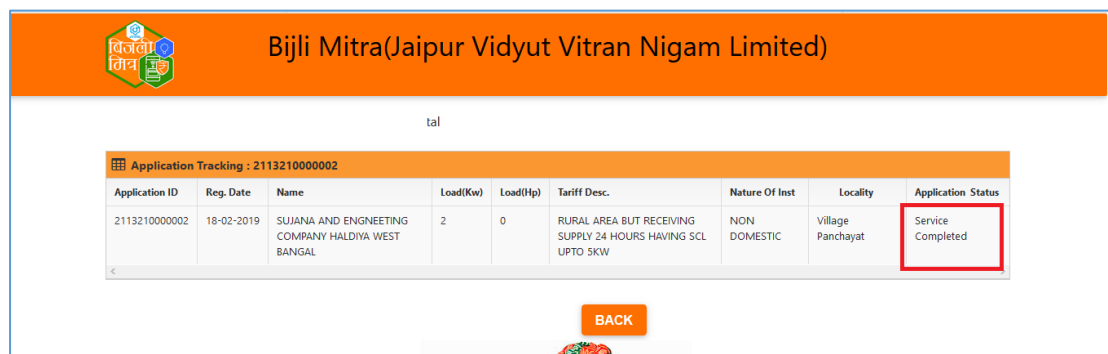 बिजली
मित्र
Bijli Mitra(Jaipur Vidyut Vitran Nigam Limited)
tal
Application Tracking : 2113210000002
Application ID Reg. Date Name Load(Kw) Load(Hp) Tariff Desc. Nature Of Inst Locality Application Status
2113210000002 18-02-2019 SUJANA AND ENGNEETING 2 0 RURAL AREA BUT RECEIVING NON Village Service
COMPANY HALDIYA WEST SUPPLY 24 HOURS HAVING SCL DOMESTIC Panchayat Completed
BANGAL UPTO 5KW
BACK